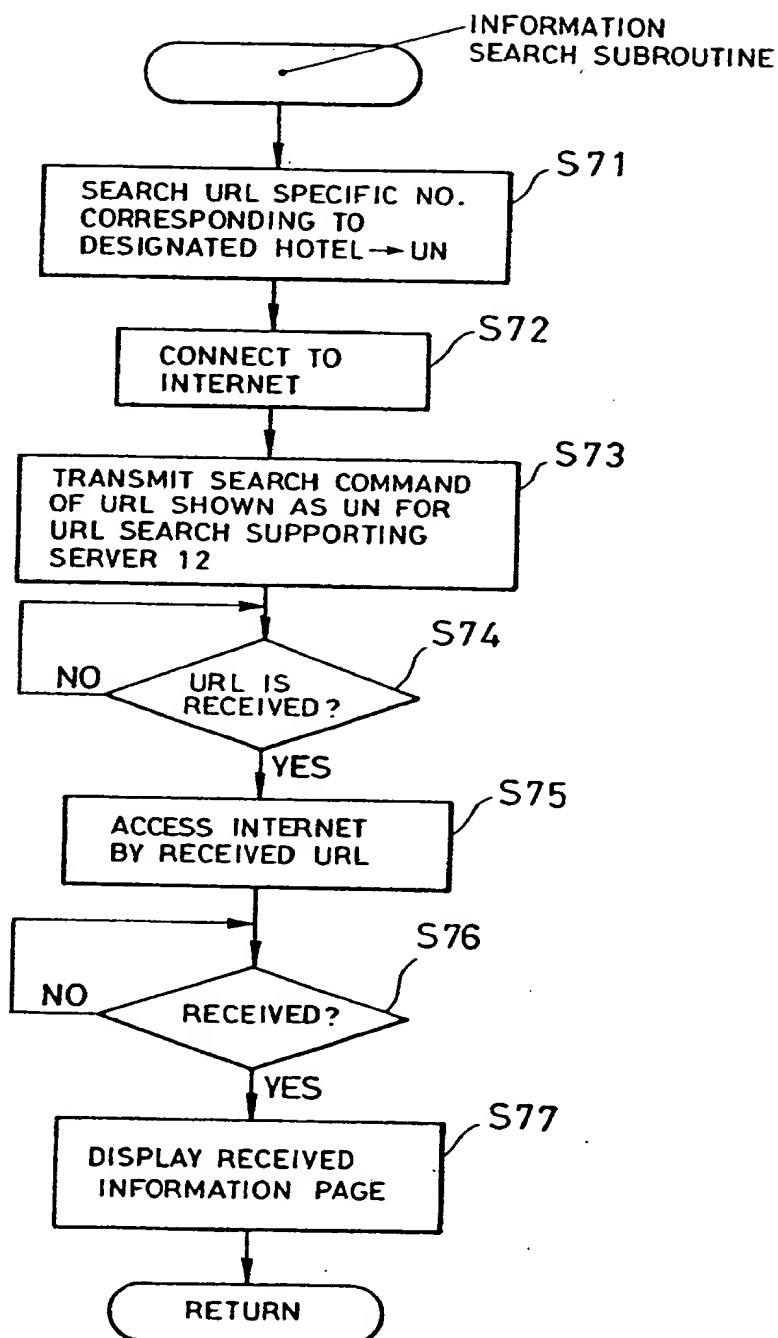 INFORMATION
SEARCH SUBROUTINE
S71
SEARCH URL SPECIFIC NO.
CORRESPONDING TO
DESIGNATED HOTEL → UN
S72
CONNECT TO
INTERNET
S73
TRANSMIT SEARCH COMMAND
OF URL SHOWN AS UN FOR
URL SEARCH SUPPORTING
SERVER 12
S74
NO
URL IS
RECEIVED?
YES
S75
ACCESS INTERNET
BY RECEIVED URL
S76
NO
RECEIVED?
YES
S77
DISPLAY RECEIVED
INFORMATION PAGE
RETURN